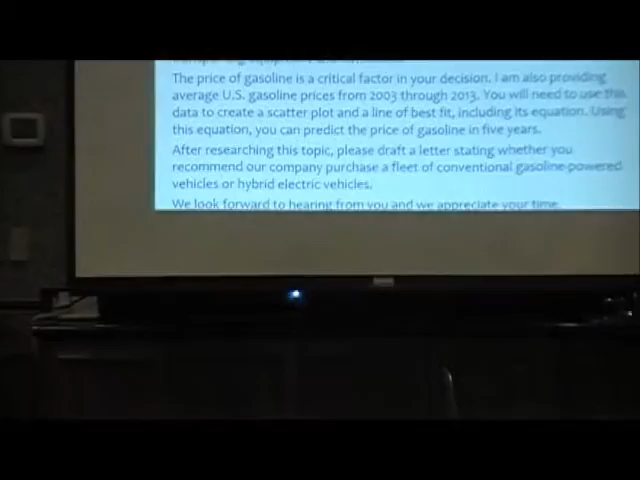 The price of gasoline is a critical factor in your decision. I am also providing
average U.S. gasoline prices from 2003 through 2013. You will need to use this
data to create a scatter plot and a line of best fit, including its equation. Using
this equation, you can predict the price of gasoline in five years.
After researching this topic, please draft a letter stating whether you
recommend our company purchase a fleet of conventional gasoline-powered
vehicles or hybrid electric vehicles.
We look forward to hearing from you and we appreciate your time.